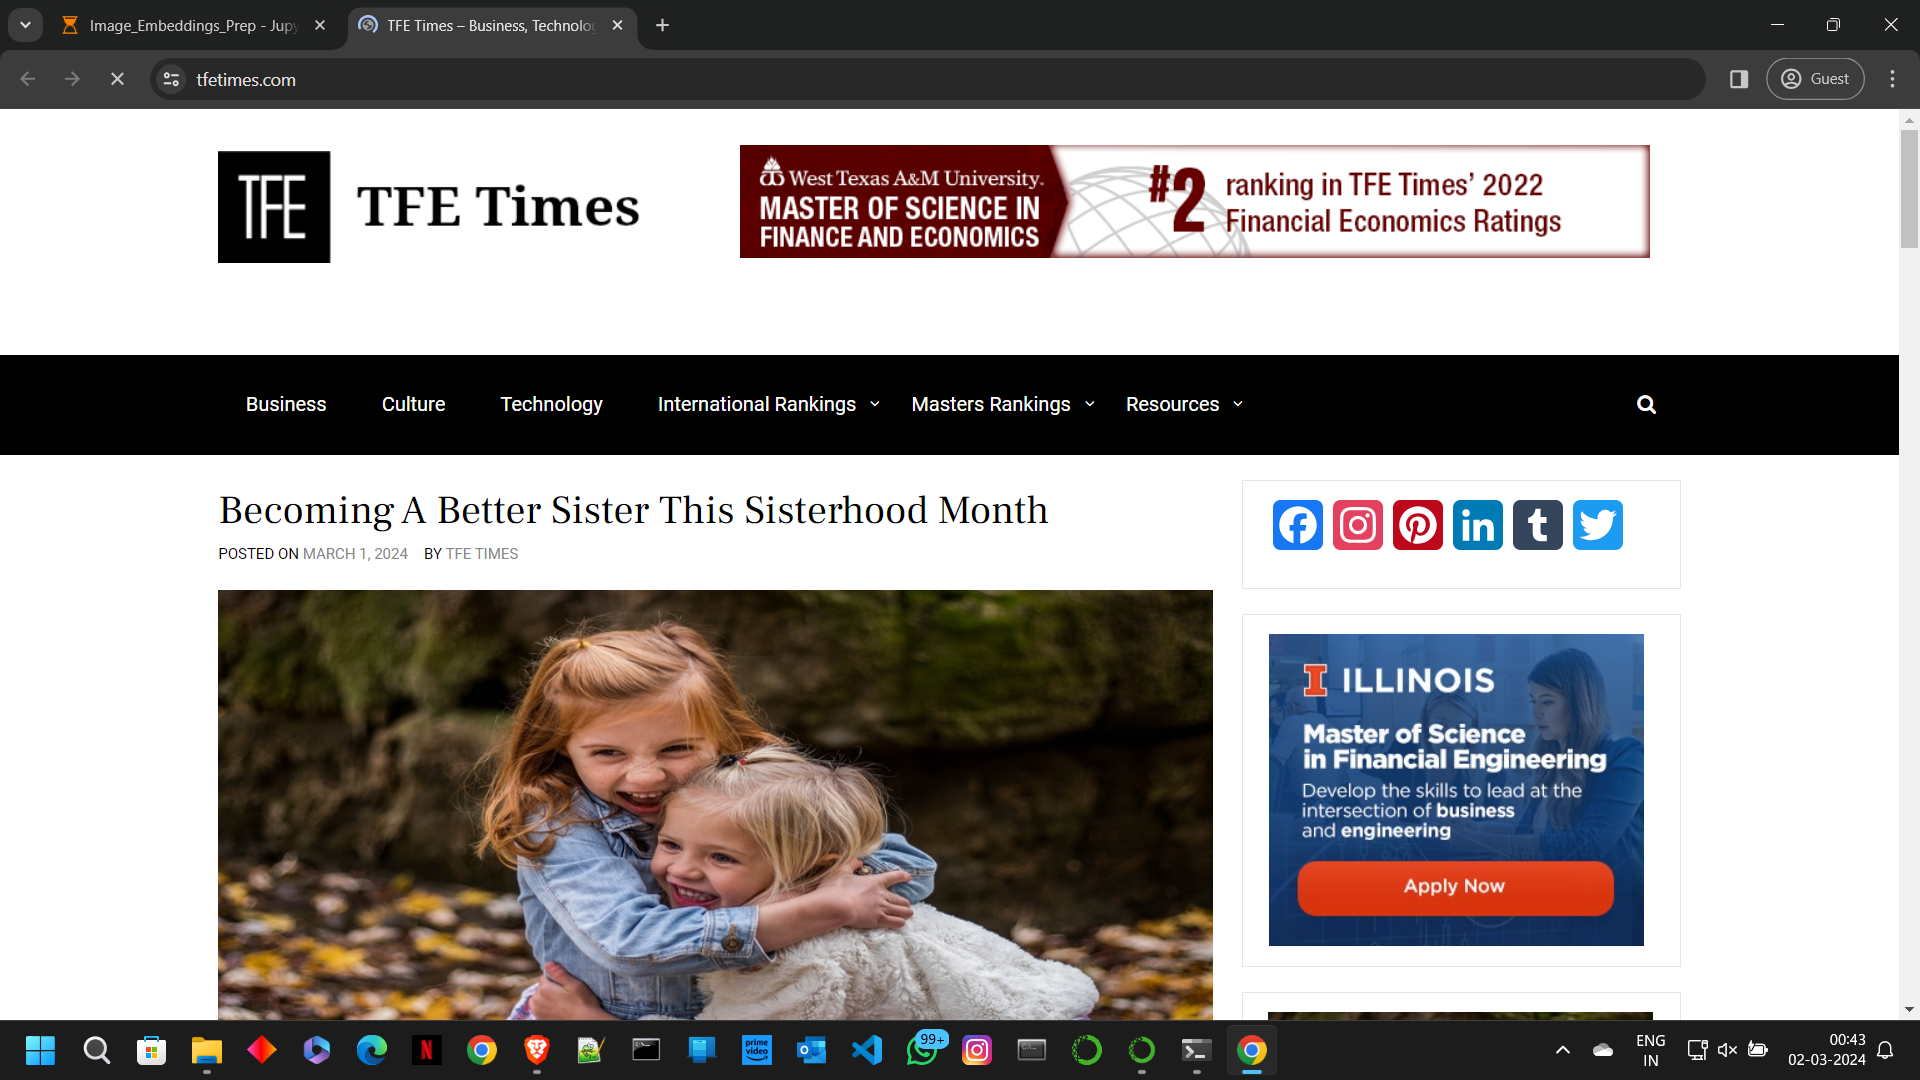 Image_Embeddings_Prep - Jupy
TFE Times – Business, Technolog
tfetimes.com
Guest
TFE
TFE Times
West Texas A&M University.
MASTER OF SCIENCE IN
FINANCE AND ECONOMICS
#2
ranking in TFE Times' 2022
Financial Economics Ratings
Business
Culture
Technology
International Rankings
Masters Rankings
Resources
Becoming A Better Sister This Sisterhood Month
POSTED ON MARCH 1, 2024 BY TFE TIMES
ILLINOIS
Master of Science
in Financial Engineering
Develop the skills to lead at the
intersection of business
and engineering
Apply Now
prime
video
99+
ENG
IN
00:43
02-03-2024